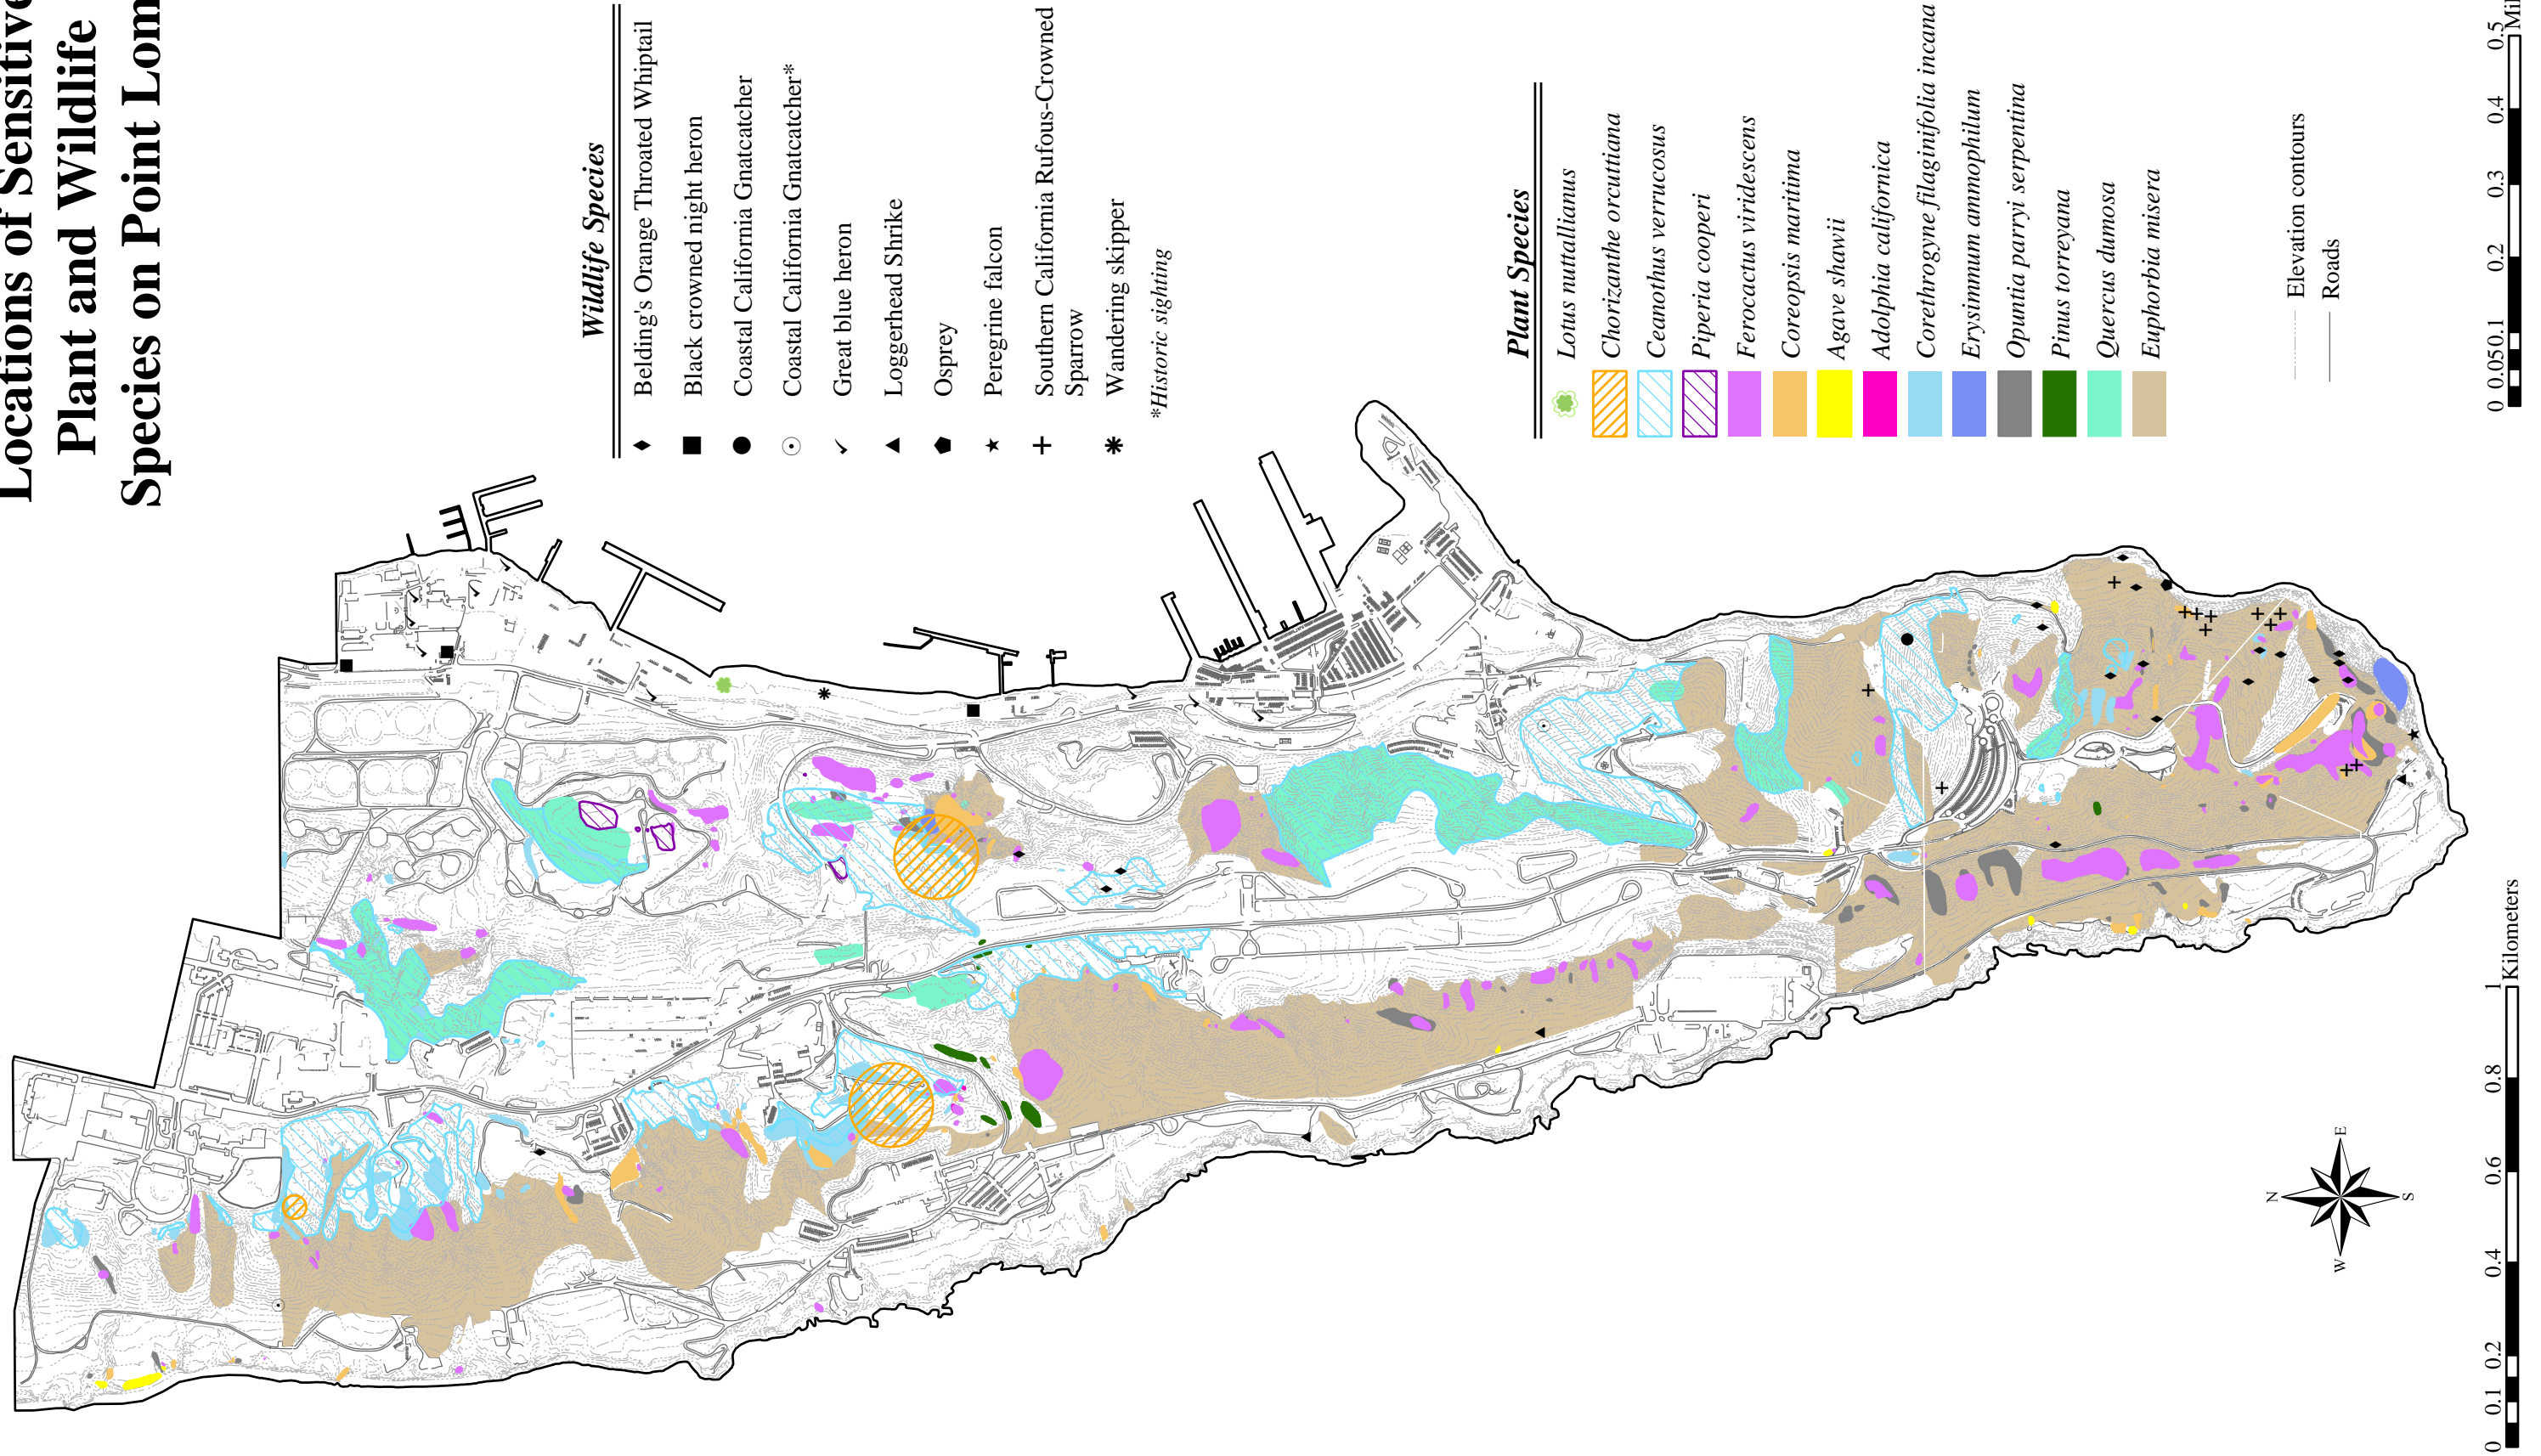 Locations of Sensitive
Plant and Wildlife
Species on Point Lom
Wildlife Species
Belding's Orange Throated Whiptail
Black crowned night heron
Coastal California Gnatcatcher
Coastal California Gnatcatcher*
Great blue heron
Loggerhead Shrike
Osprey
Peregrine falcon
Southern California Rufous-Crowned
Sparrow
Wandering skipper
*Historic sighting
Plant Species
Lotus nuttallianus
Chorizanthe orcuttiana
Ceanothus verrucosus
Piperia cooperi
Ferocactus viridescens
Coreopsis maritima
Agave shawii
Adolphia californica
Corethrogyne filaginifolia incana
Erysimmum ammophilum
Opuntia parryi serpentina
Pinus torreyana
Quercus dumosa
Euphorbia misera
Elevation contours
Roads
0 0.05 0.1 0.2 0.3 0.4 0.5
Mil
0 0.1 0.2 0.4 0.6 0.8 1
Kilometers
N
W E
S